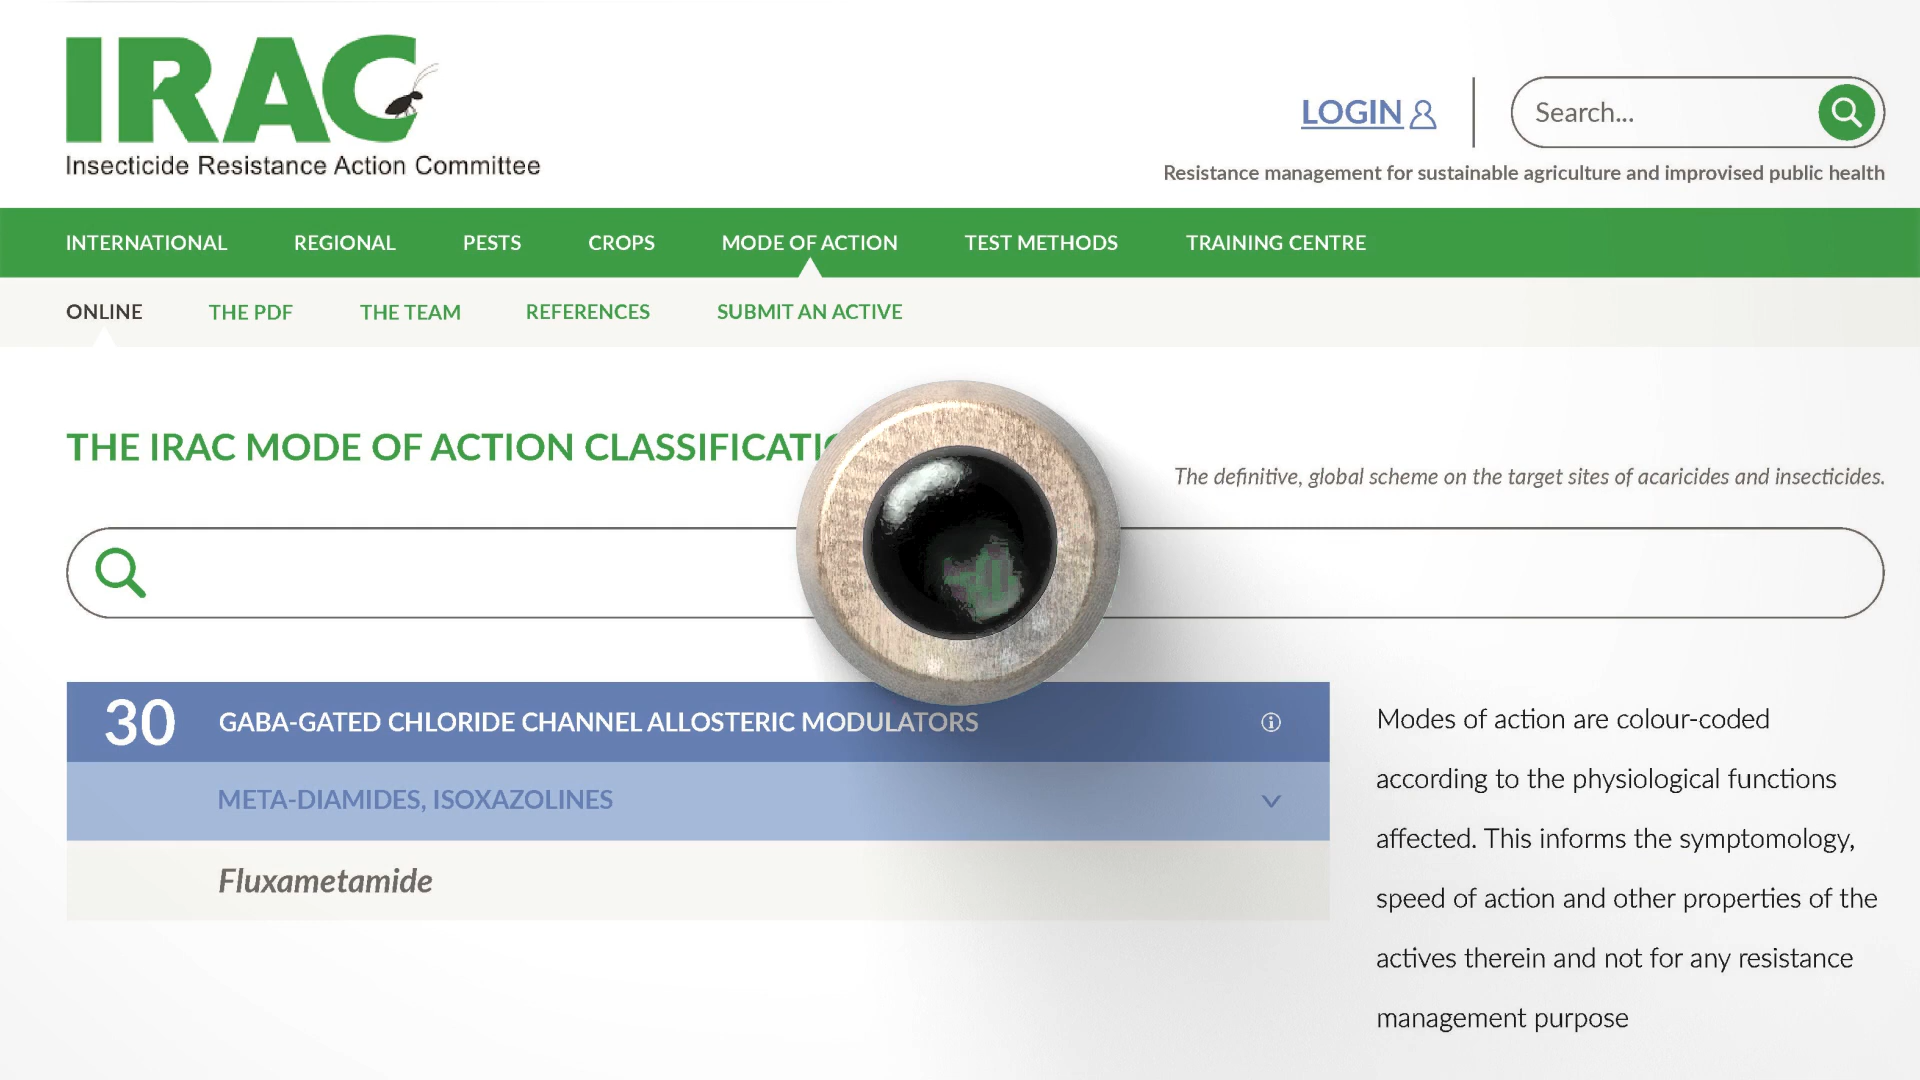 IRAC
Insecticide Resistance Action Committee
LOGIN
Search...
Resistance management for sustainable agriculture and improvised public health
INTERNATIONAL REGIONAL PESTS CROPS MODE OF ACTION TEST METHODS TRAINING CENTRE
ONLINE THE PDF THE TEAM REFERENCES SUBMIT AN ACTIVE
THE IRAC MODE OF ACTION
The definitive, global scheme on the target sites of acaricides and insecticides.
30 GABA-GATED CHLORIDE CHANNEL ALLOSTERIC MODULATORS
META-DIAMIDES, ISOXAZOLINES
Fluxametamide
Modes of action are colour-coded
according to the physiological functions
affected. This informs the symptomology,
speed of action and other properties of the
actives therein and not for any resistance
management purpose